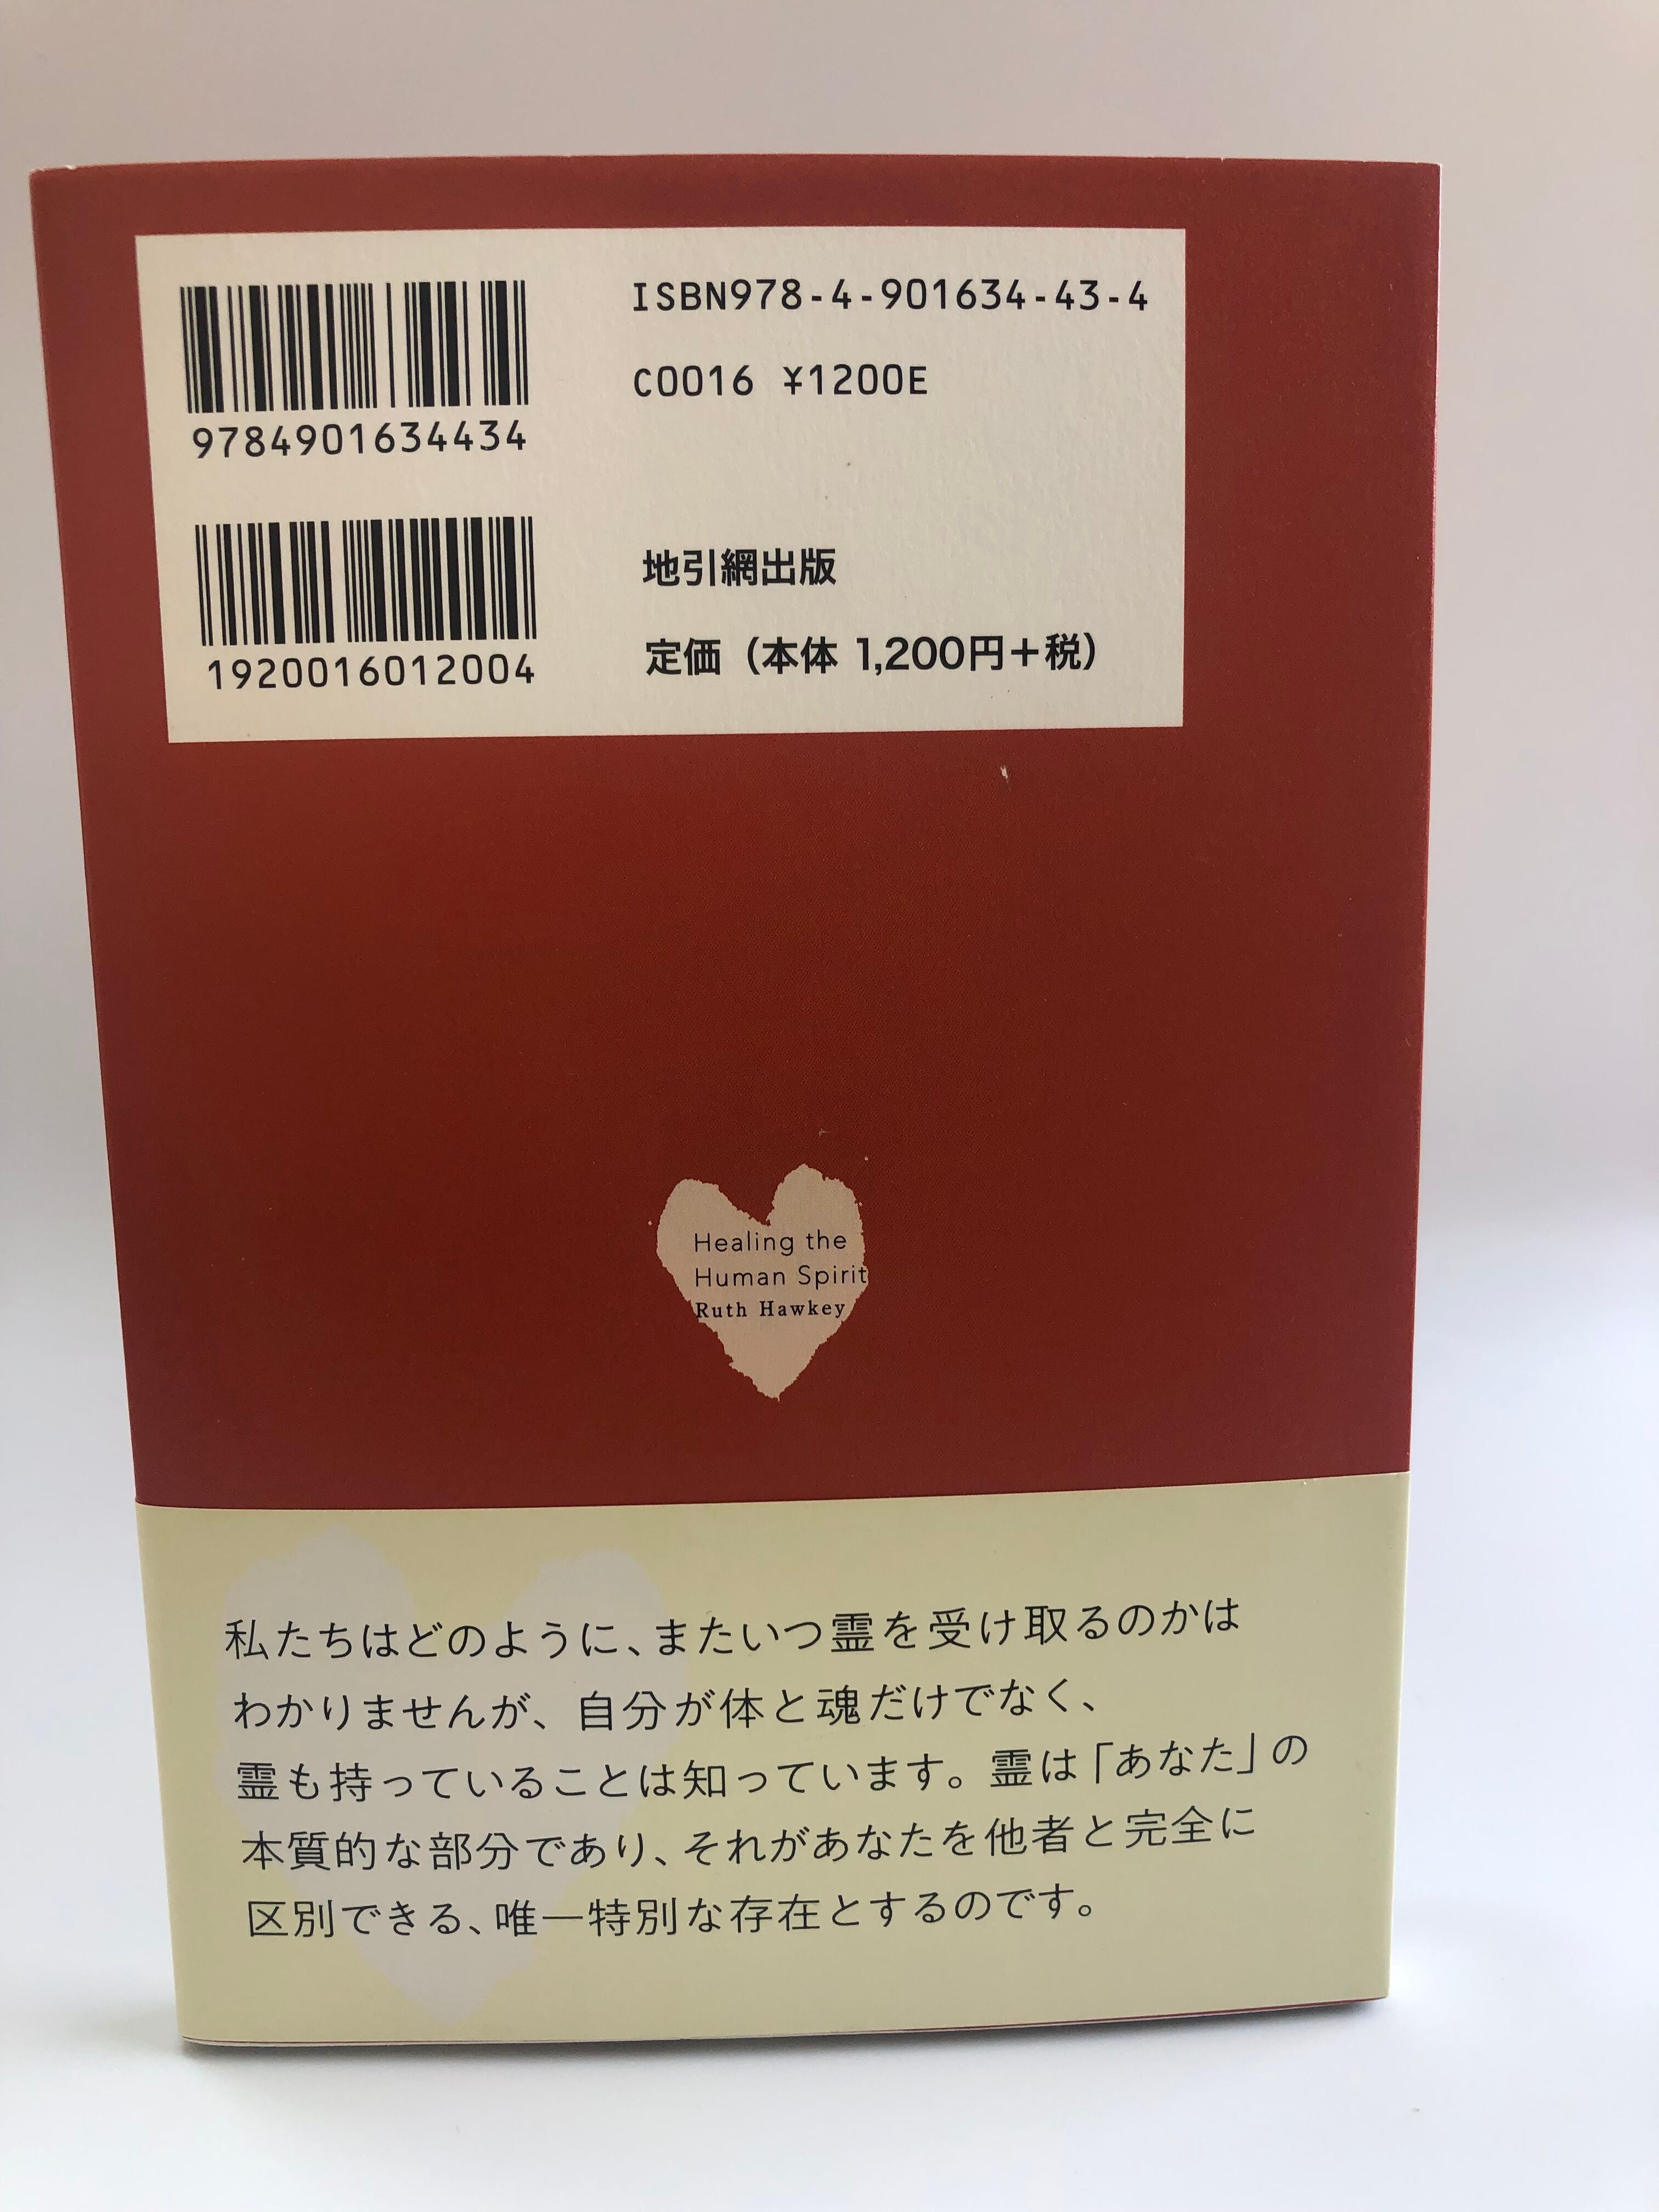 ISBN978-4-901634-43-4
C0016 ¥1200E
9784901634434
地引網出版
定価（本体 1,200円＋税）
1920016012004
Healing the
Human Spirit
Ruth Hawkey
私たちはどのように、またいつ霊を受け取るのかは
わかりませんが、自分が体と魂だけでなく、
霊も持っていることは知っています。霊は「あなた」の
本質的な部分であり、それがあなたを他者と完全に
区別できる、唯一特別な存在とするのです。